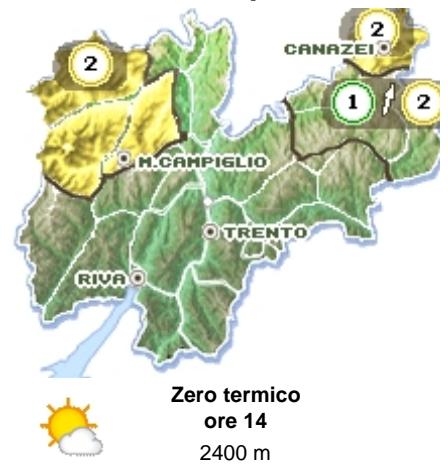 2
CANAZEI
2
1 2
M.CAMPIGLIO
TRENTO
RIVA
Zero termico
ore 14
2400 m